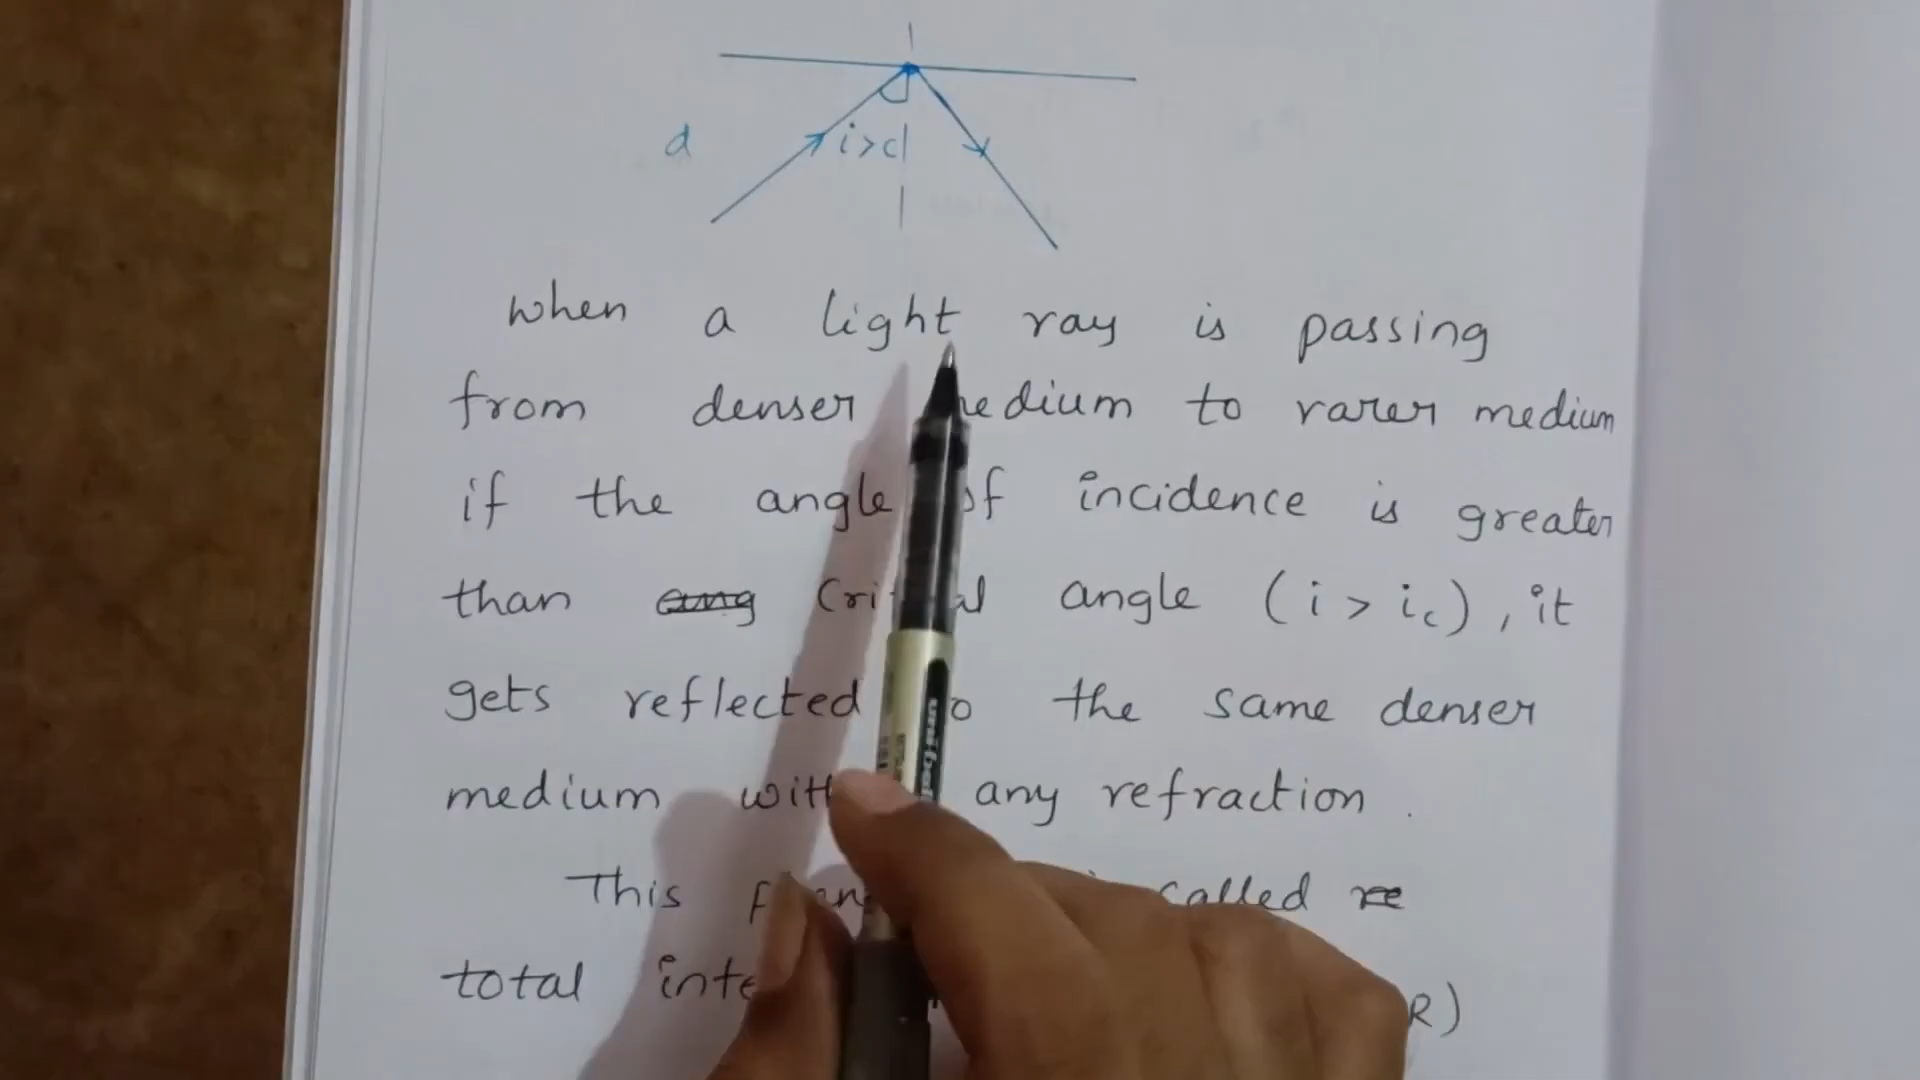 d
i>c
when a light ray is passing
from denser medium to rarer medium
if the angle of incidence is greater
than angle (i > ic), it
gets reflected the same denser
medium any refraction.
This called
total
R)